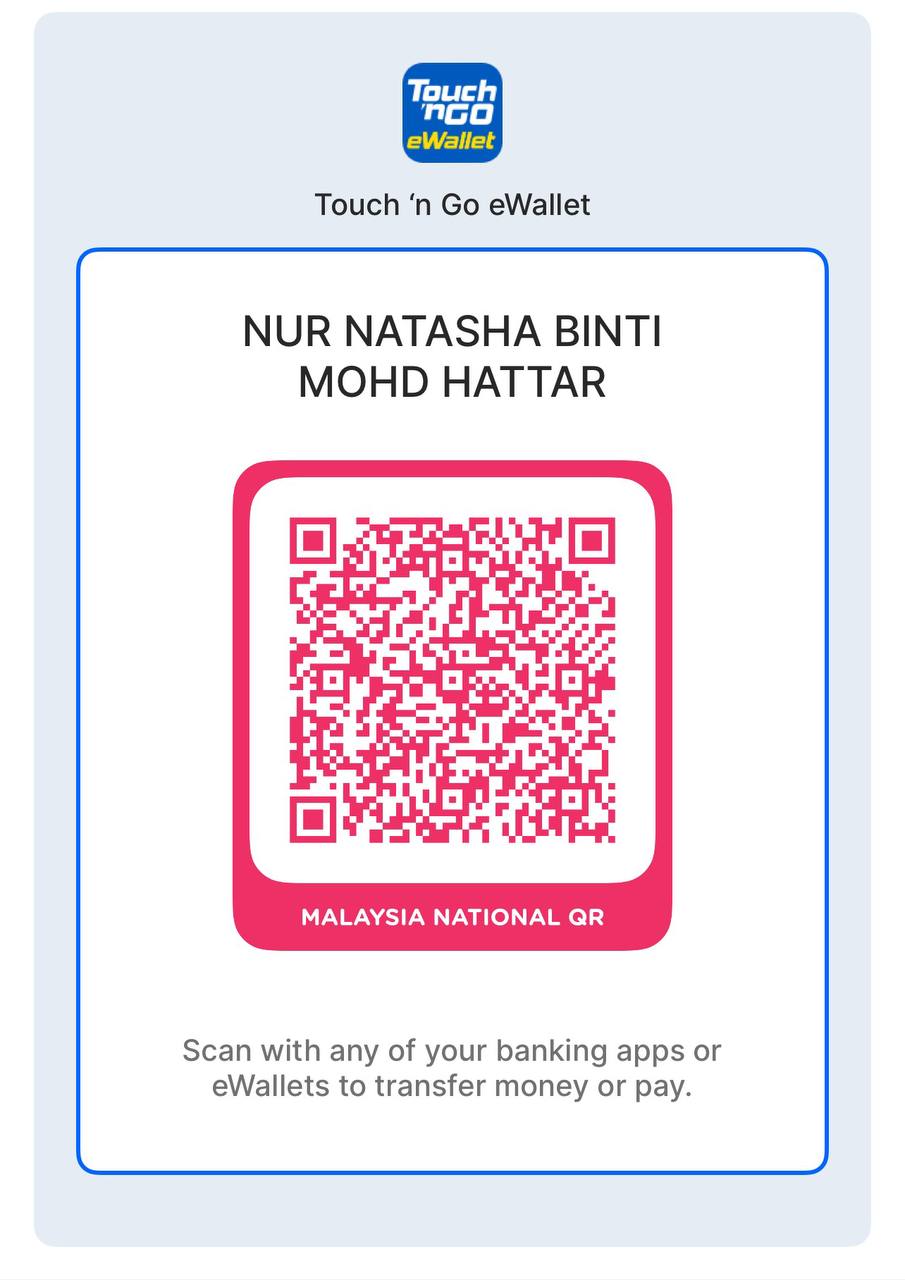 Touch
'nGO
eWallet
Touch ‘n Go eWallet
NUR NATASHA BINTI
MOHD HATTAR
MALAYSIA NATIONAL QR
Scan with any of your banking apps or
eWallets to transfer money or pay.